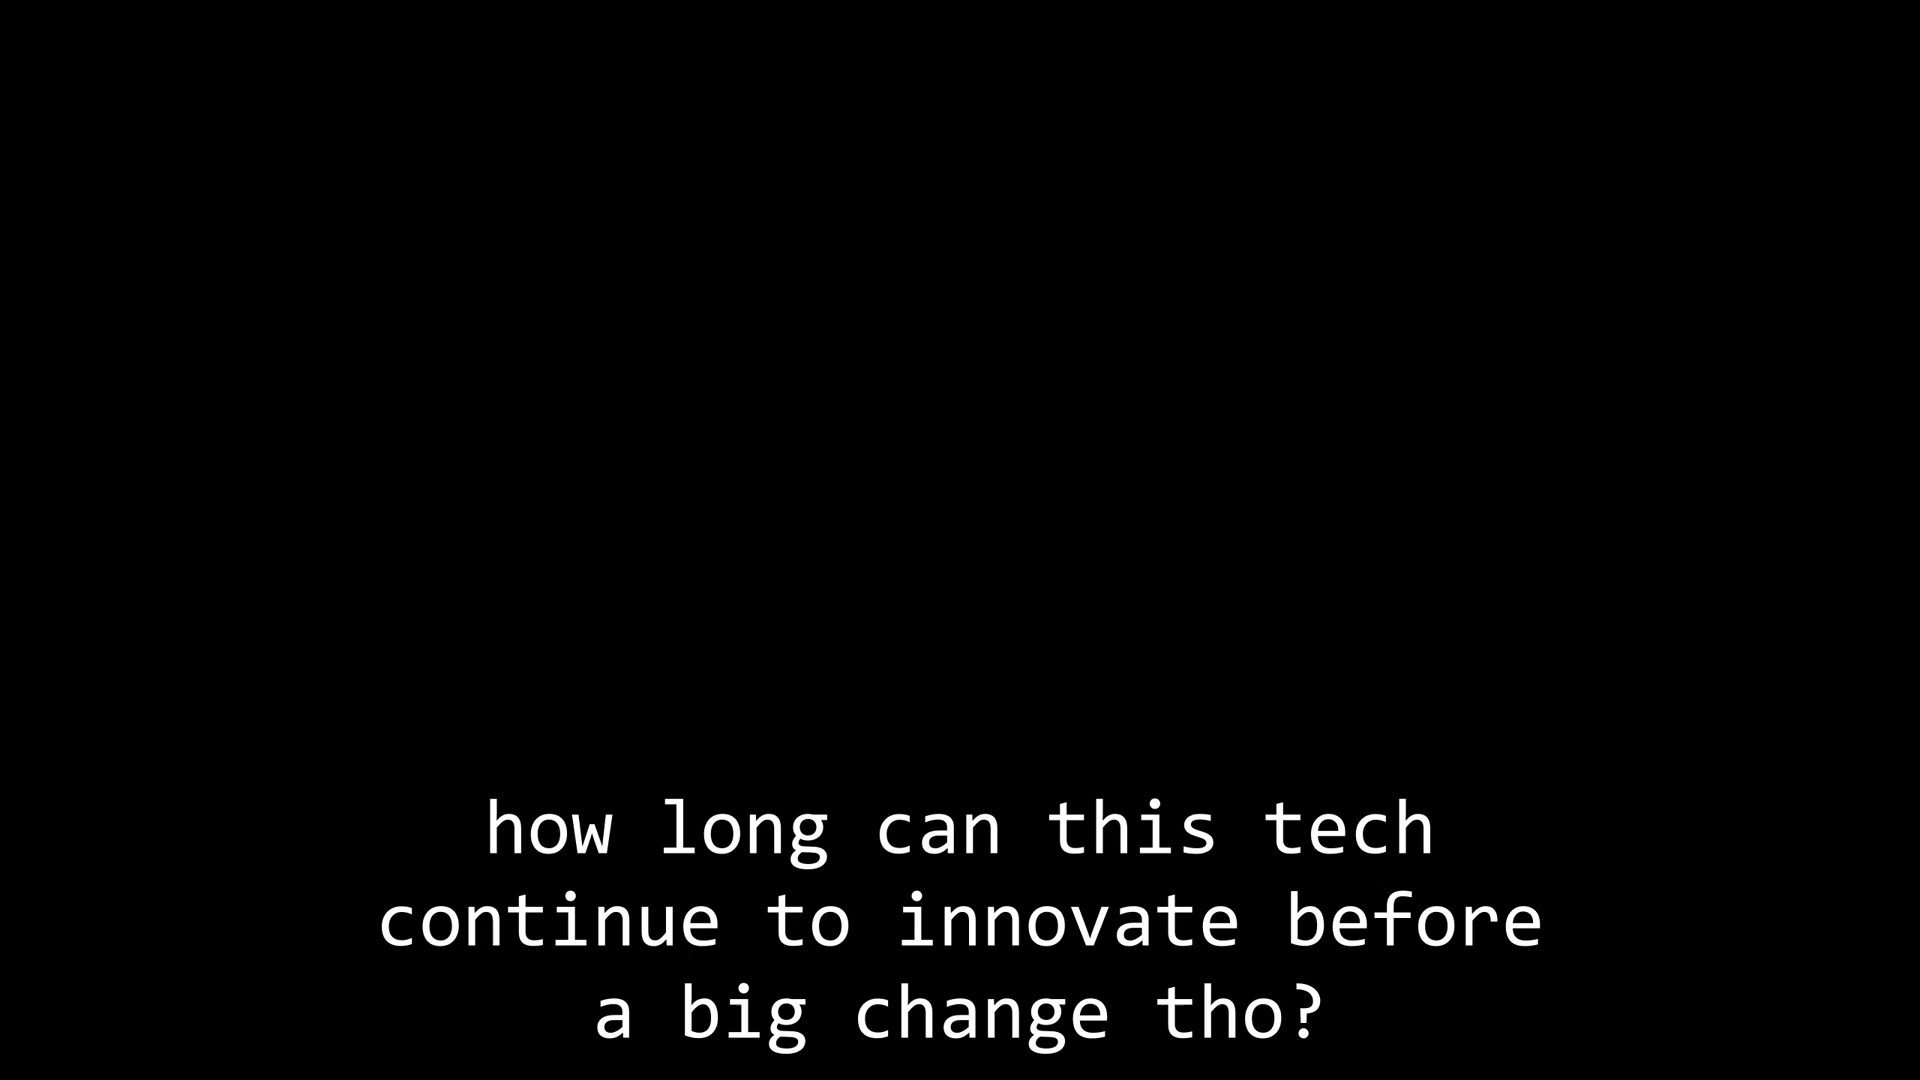 how long can this tech
continue to innovate before
a big change tho?